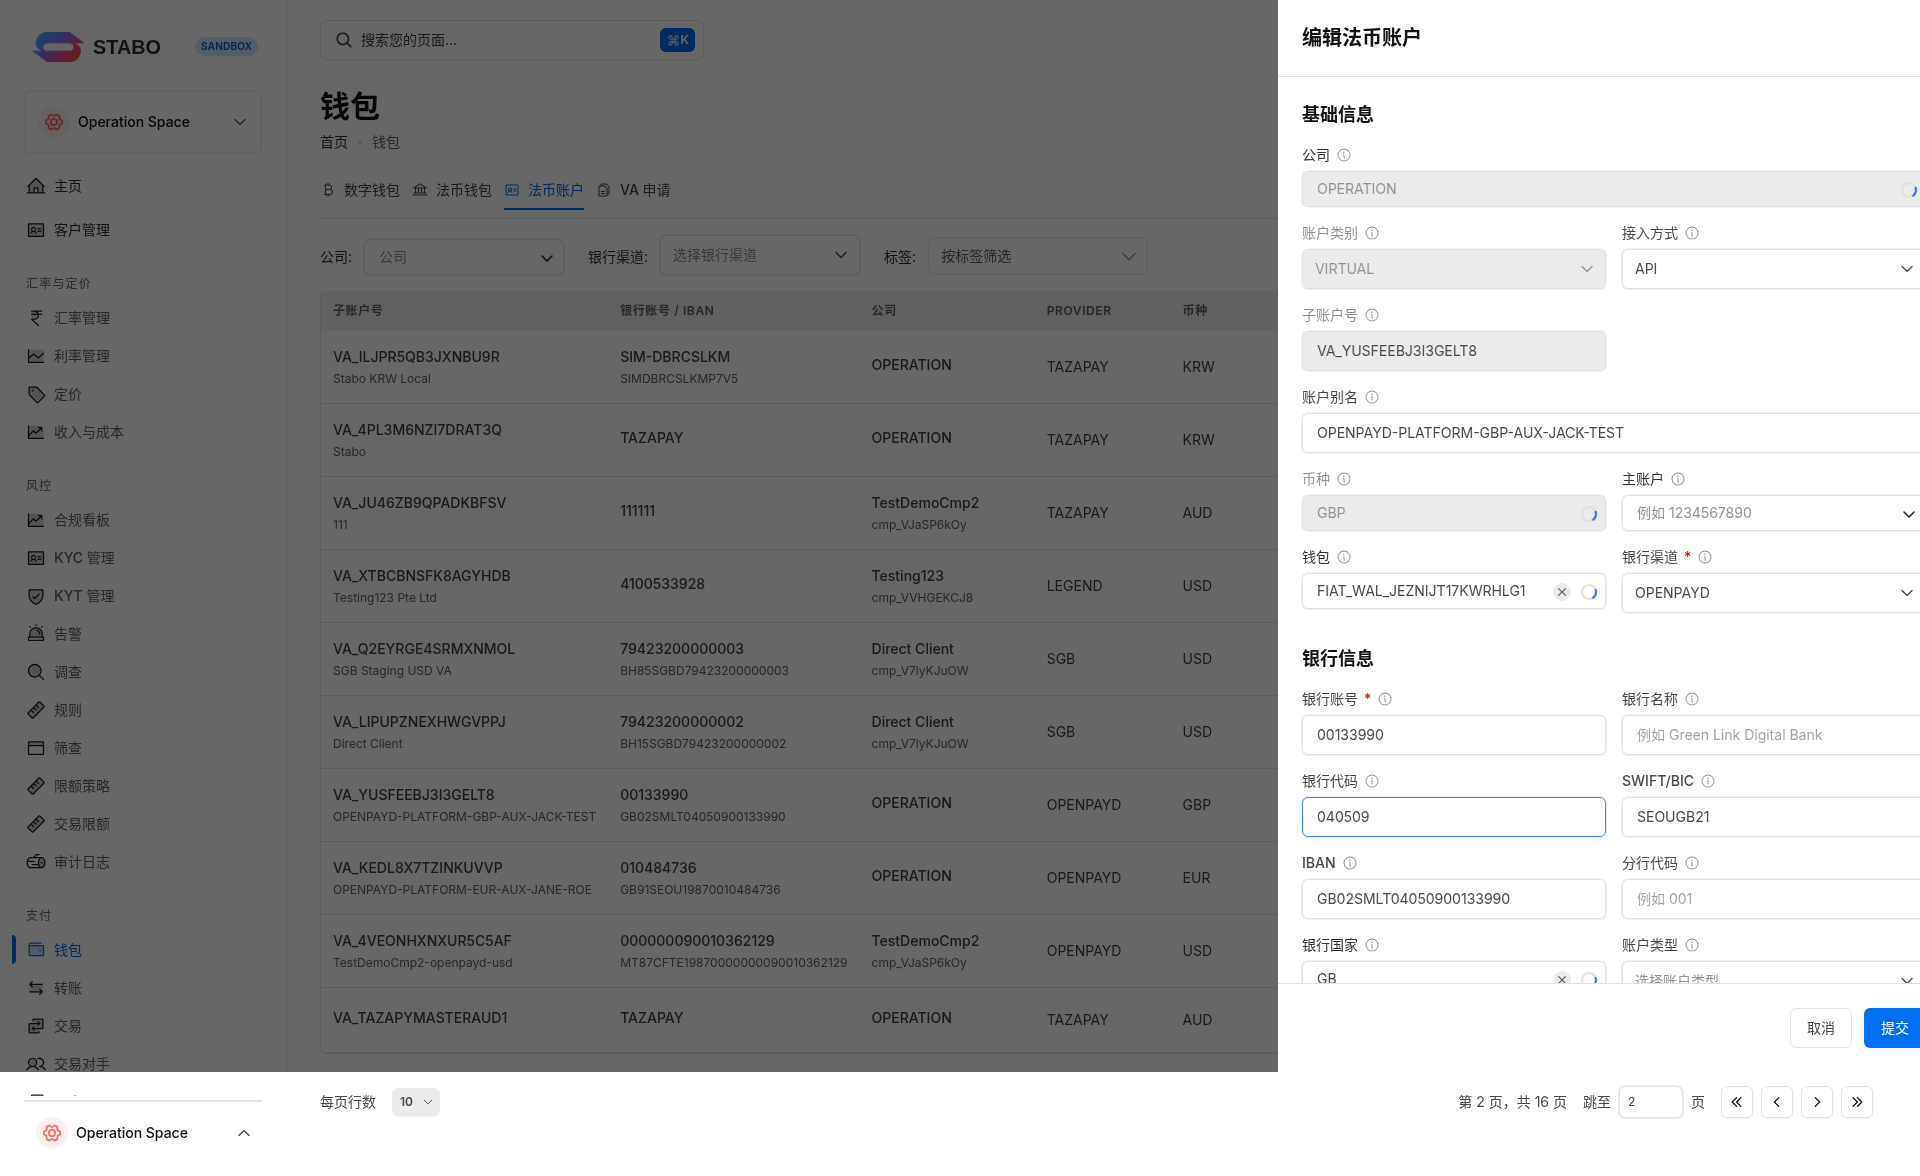 STABO
SANDBOX
Operation Space
主页
客户管理
汇率与定价
汇率管理
利率管理
定价
收入与成本
风控
合规看板
KYC 管理
KYT 管理
告警
调查
规则
筛查
限额策略
交易限额
审计日志
支付
钱包
转账
交易
交易对手
Operation Space
搜索您的页面...
⌘K
钱包
首页 • 钱包
数字钱包 法币钱包 法币账户 VA 申请
公司: 公司 银行渠道: 选择银行渠道 标签: 按标签筛选
子账户号 银行账号 / IBAN 公司 PROVIDER 币种
VA_ILJPR5QB3JXNBU9R SIM-DBRCSLKM OPERATION TAZAPAY KRW
Stabo KRW Local SIMDBRCSLKMP7V5
VA_4PL3M6NZI7DRAT3Q TAZAPAY OPERATION TAZAPAY KRW
Stabo
VA_JU46ZB9QPADKBFSV 111111 TestDemoCmp2 TAZAPAY AUD
111 cmp_VJaSP6kOy
VA_XTBCBNSFK8AGYHDB 4100533928 Testing123 LEGEND USD
Testing123 Pte Ltd cmp_VVHGEKCJ8
VA_Q2EYRGE4SRMXNMOL 79423200000003 Direct Client SGB USD
SGB Staging USD VA BH85SGBD79423200000003 cmp_V7lyKJuOW
VA_LIPUPZNEXHWGVPPJ 79423200000002 Direct Client SGB USD
Direct Client BH15SGBD79423200000002 cmp_V7lyKJuOW
VA_YUSFEEBJ3I3GELT8 00133990 OPERATION OPENPAYD GBP
OPENPAYD-PLATFORM-GBP-AUX-JACK-TEST GB02SMLT04050900133990
VA_KEDL8X7TZINKUVVP 010484736 OPERATION OPENPAYD EUR
OPENPAYD-PLATFORM-EUR-AUX-JANE-ROE GB91SEOU19870010484736
VA_4VEONHXNXUR5C5AF 000000090010362129 TestDemoCmp2 OPENPAYD USD
TestDemoCmp2-openpayd-usd MT87CFTE19870000000090010362129 cmp_VJaSP6kOy
VA_TAZAPYMASTERAUD1 TAZAPAY OPERATION TAZAPAY AUD
每页行数 10
第 2 页，共 16 页 跳至 2 页
编辑法币账户
基础信息
公司
OPERATION
账户类别 接入方式
VIRTUAL API
子账户号
VA_YUSFEEBJ3I3GELT8
账户别名
OPENPAYD-PLATFORM-GBP-AUX-JACK-TEST
币种 主账户
GBP 例如 1234567890
钱包 银行渠道 *
FIAT_WAL_JEZNIJT17KWRHLG1 OPENPAYD
银行信息
银行账号 * 银行名称
00133990 例如 Green Link Digital Bank
银行代码 SWIFT/BIC
040509 SEOUGB21
IBAN 分行代码
GB02SMLT04050900133990 例如 001
银行国家 账户类型
GB 选择账户类型
取消 提交